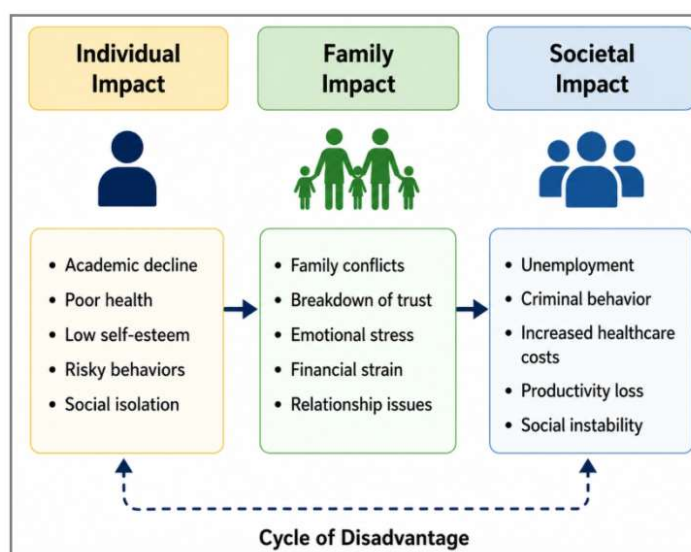 Individual
Impact
Family
Impact
Societal
Impact
• Academic decline
• Poor health
• Low self-esteem
• Risky behaviors
• Social isolation
• Family conflicts
• Breakdown of trust
• Emotional stress
• Financial strain
• Relationship issues
• Unemployment
• Criminal behavior
• Increased healthcare
costs
• Productivity loss
• Social instability
Cycle of Disadvantage